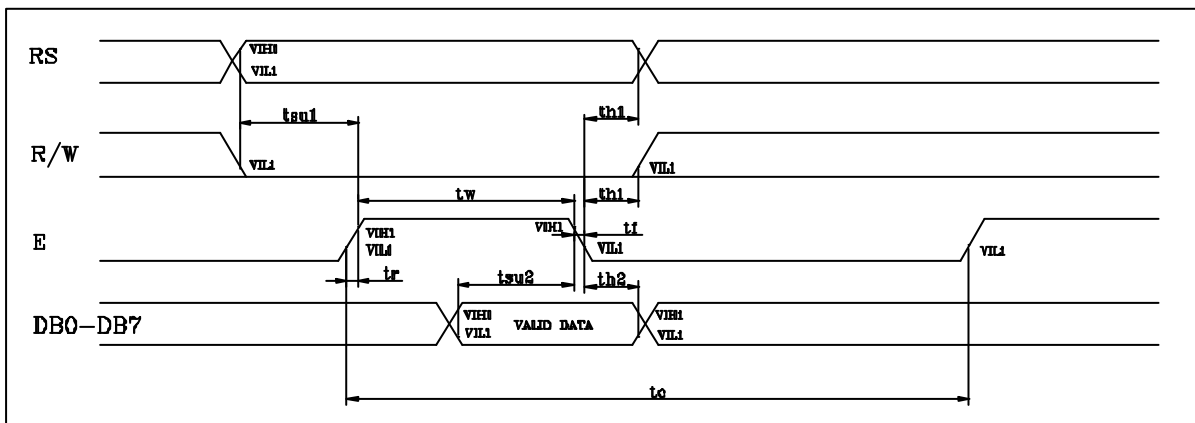 RS
VIH1
VIL1
tsu1
th1
R/W
VIL1
VIL1
tw
th1
E
VIH1
VIL1
VIH1
tf
VIL1
VIL1
tr
tsu2
th2
DB0-DB7
VIH1
VIL1
VALID DATA
VIH1
VIL1
tc